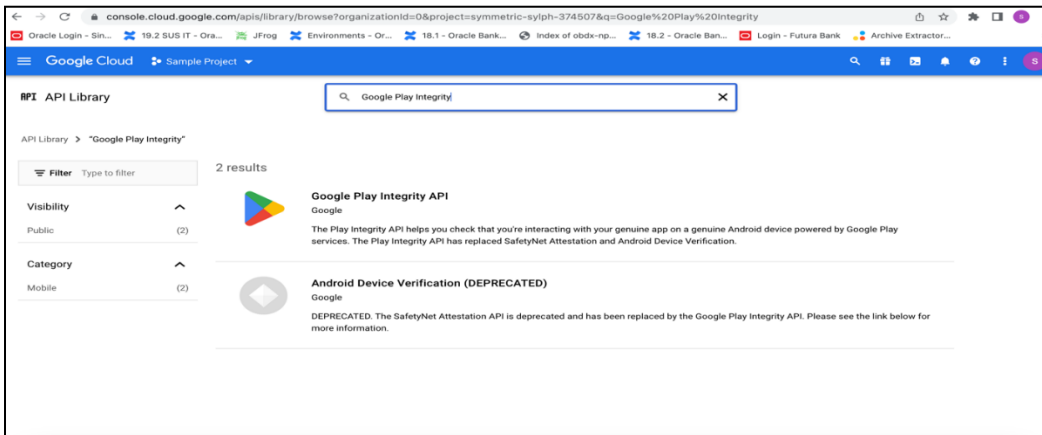 console.cloud.google.com/apis/library/browse?organizationId=0&project=symmetric-sylph-374507&q=Google%20Play%20Integrity
Oracle Login - Sin... 19.2 SUS IT - Ora... JFrog Environments - Or... 18.1 - Oracle Bank... Index of obdx-np... 18.2 - Oracle Ban... Login - Futura Bank Archive Extractor...
Google Cloud Sample Project S
API API Library Google Play Integrity
API Library > "Google Play Integrity"
Filter Type to filter 2 results
Google Play Integrity API
Google
Visibility
Public (2)
The Play Integrity API helps you check that you're interacting with your genuine app on a genuine Android device powered by Google Play
services. The Play Integrity API has replaced SafetyNet Attestation and Android Device Verification.
Category
Mobile (2)
Android Device Verification (DEPRECATED)
Google
DEPRECATED. The SafetyNet Attestation API is deprecated and has been replaced by the Google Play Integrity API. Please see the link below for
more information.